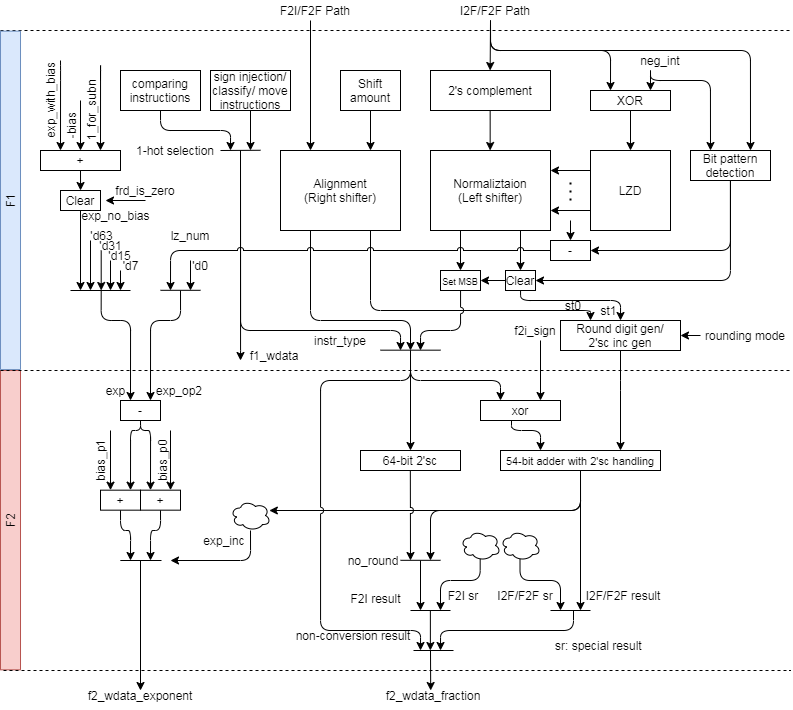 F2I/F2F Path
I2F/F2F Path
F1
exp_with_bias
-bias
1_for_subn
comparing
instructions
sign injection/
classify/ move
instructions
Shift
amount
2's complement
neg_int
XOR
+
1-hot selection
Alignment
(Right shifter)
Normaliztaion
(Left shifter)
LZD
Bit pattern
detection
Clear
frd_is_zero
exp_no_bias
'd63
'd31
'd15
'd7
lz_num
'd0
-
Set MSB
Clear
st0
st1
Round digit gen/
2'sc inc gen
rounding mode
f2i_sign
instr_type
f1_wdata
F2
exp
exp_op2
-
xor
bias_p1
bias_p0
64-bit 2'sc
54-bit adder with 2'sc handling
+
+
exp_inc
no_round
F2I result
F2I sr
I2F/F2F sr
I2F/F2F result
non-conversion result
sr: special result
f2_wdata_exponent
f2_wdata_fraction